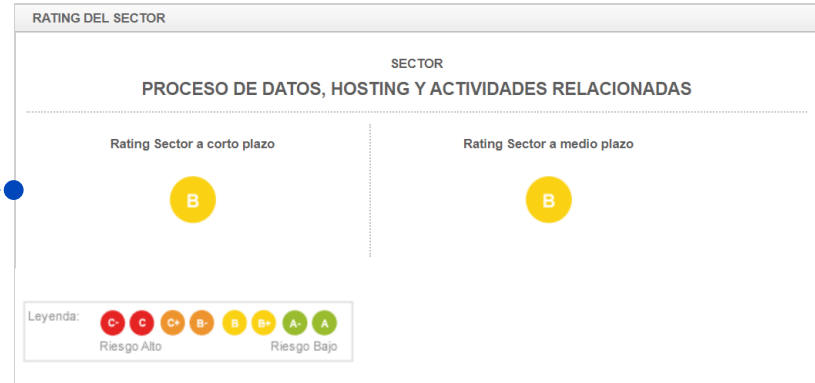 RATING DEL SECTOR
SECTOR
PROCESO DE DATOS, HOSTING Y ACTIVIDADES RELACIONADAS
Rating Sector a corto plazo
Rating Sector a medio plazo
B
B
Leyenda:
C- C C+ B- B B+ A- A
Riesgo Alto
Riesgo Bajo